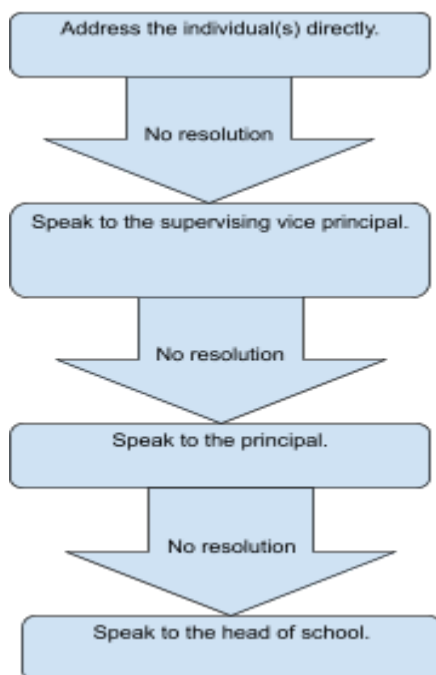 Address the individual(s) directly.
No resolution
Speak to the supervising vice principal.
No resolution
Speak to the principal.
No resolution
Speak to the head of school.